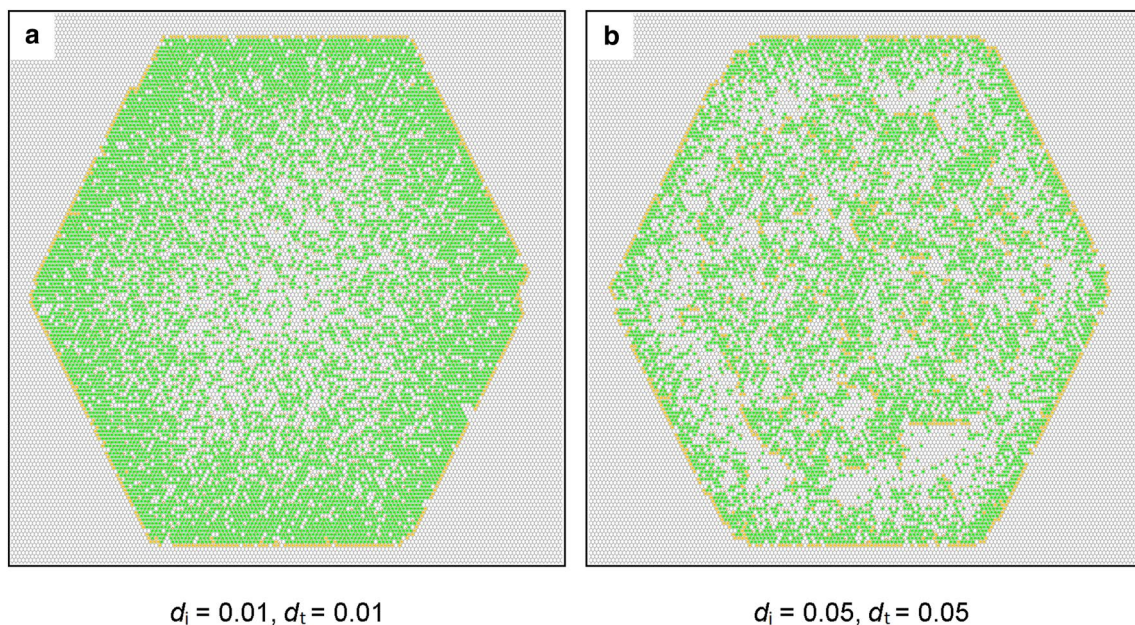 a
b
dᵢ = 0.01, dₜ = 0.01
dᵢ = 0.05, dₜ = 0.05